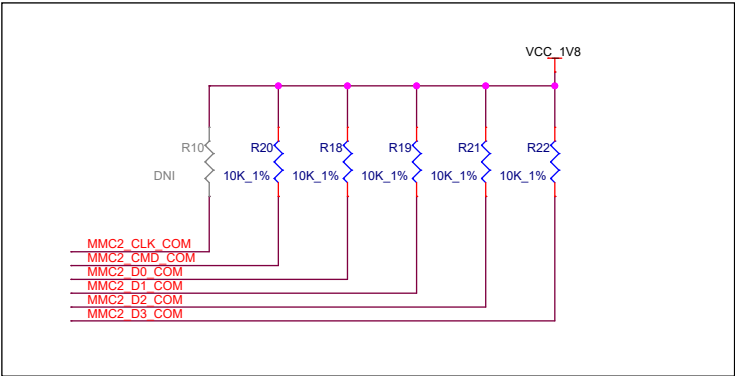 VCC_1V8
R10 R20 R18 R19 R21 R22
DNI 10K_1% 10K_1% 10K_1% 10K_1% 10K_1%
MMC2_CLK_COM
MMC2_CMD_COM
MMC2_D0_COM
MMC2_D1_COM
MMC2_D2_COM
MMC2_D3_COM